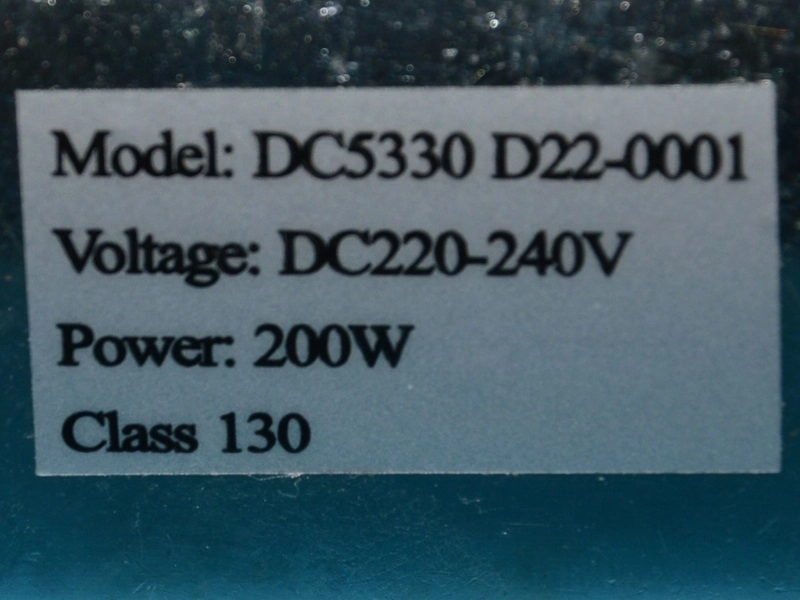 Model: DC5330 D22-0001
Voltage: DC220-240V
Power: 200W
Class 130